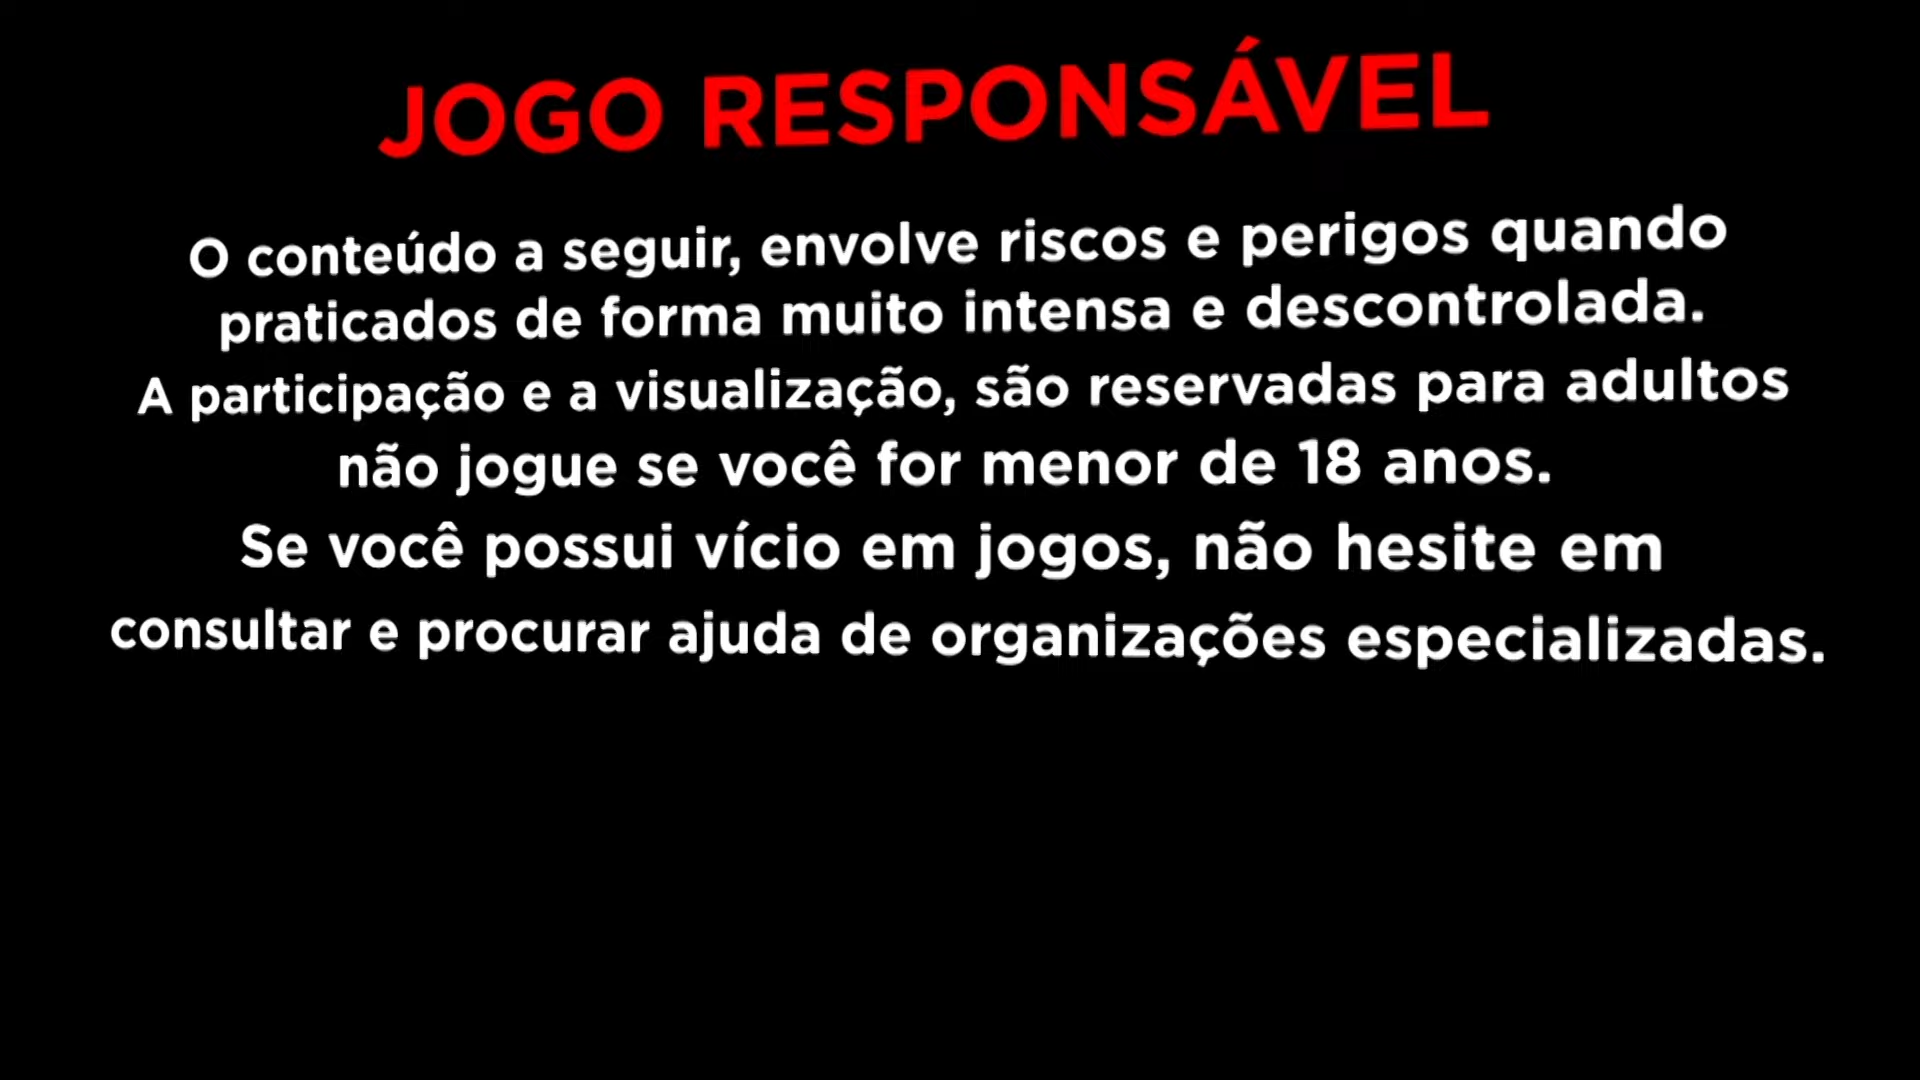 JOGO RESPONSÁVEL
O conteúdo a seguir, envolve riscos e perigos quando
praticados de forma muito intensa e descontrolada.
A participação e a visualização, são reservadas para adultos
não jogue se você for menor de 18 anos.
Se você possui vício em jogos, não hesite em
consultar e procurar ajuda de organizações especializadas.